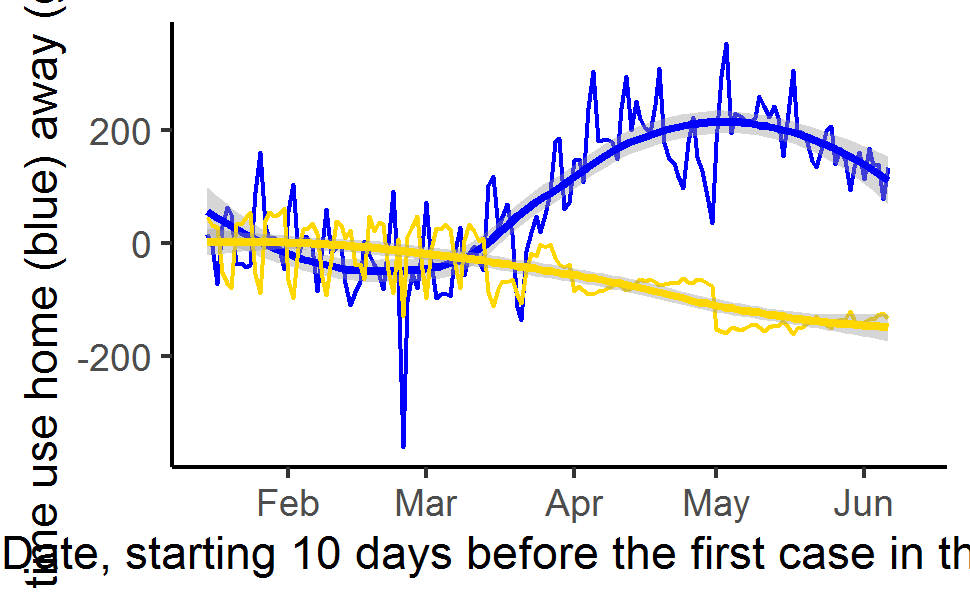 time use home (blue) away (
200
0
-200
Feb Mar Apr May Jun
Date, starting 10 days before the first case in th